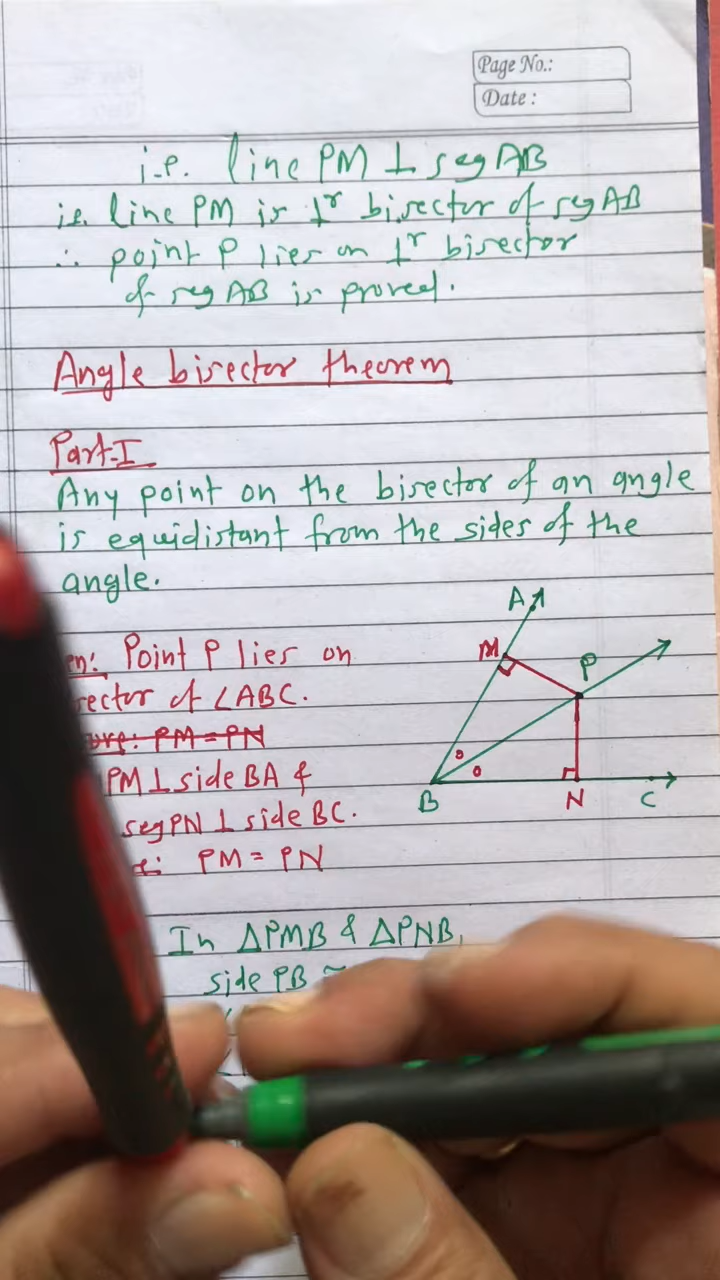 Page No.:
Date :
i.e. line PM ⊥ seg AB
i.e. line PM is ⊥r bisector of seg AB
∴ point P lies on ⊥r bisector
of seg AB is proved.
Angle bisector theorem
Part-I
Any point on the bisector of an angle
is equidistant from the sides of the
angle.
Point P lies on
of ∠ABC.
PM = PN
PM ⊥ side BA &
seg PN ⊥ side BC.
PM = PN
A
M
P
B
N
C
In ΔPMB & ΔPNB,
side PB ≅